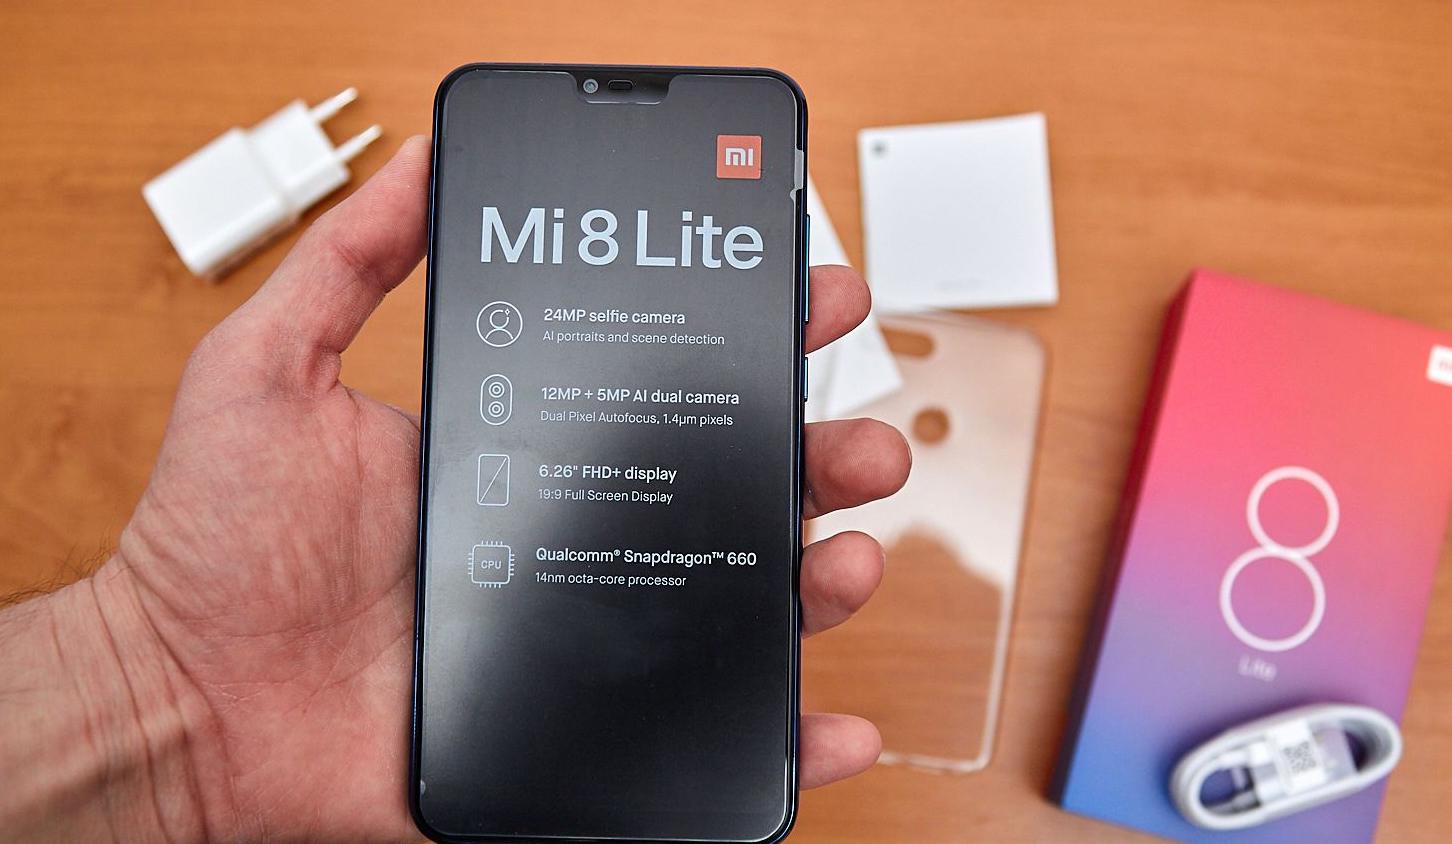 mi
Mi 8 Lite
24MP selfie camera
AI portraits and scene detection
12MP + 5MP AI dual camera
Dual Pixel Autofocus, 1.4µm pixels
6.26" FHD+ display
19:9 Full Screen Display
CPU
Qualcomm® Snapdragon™ 660
14nm octa-core processor
8
Lite